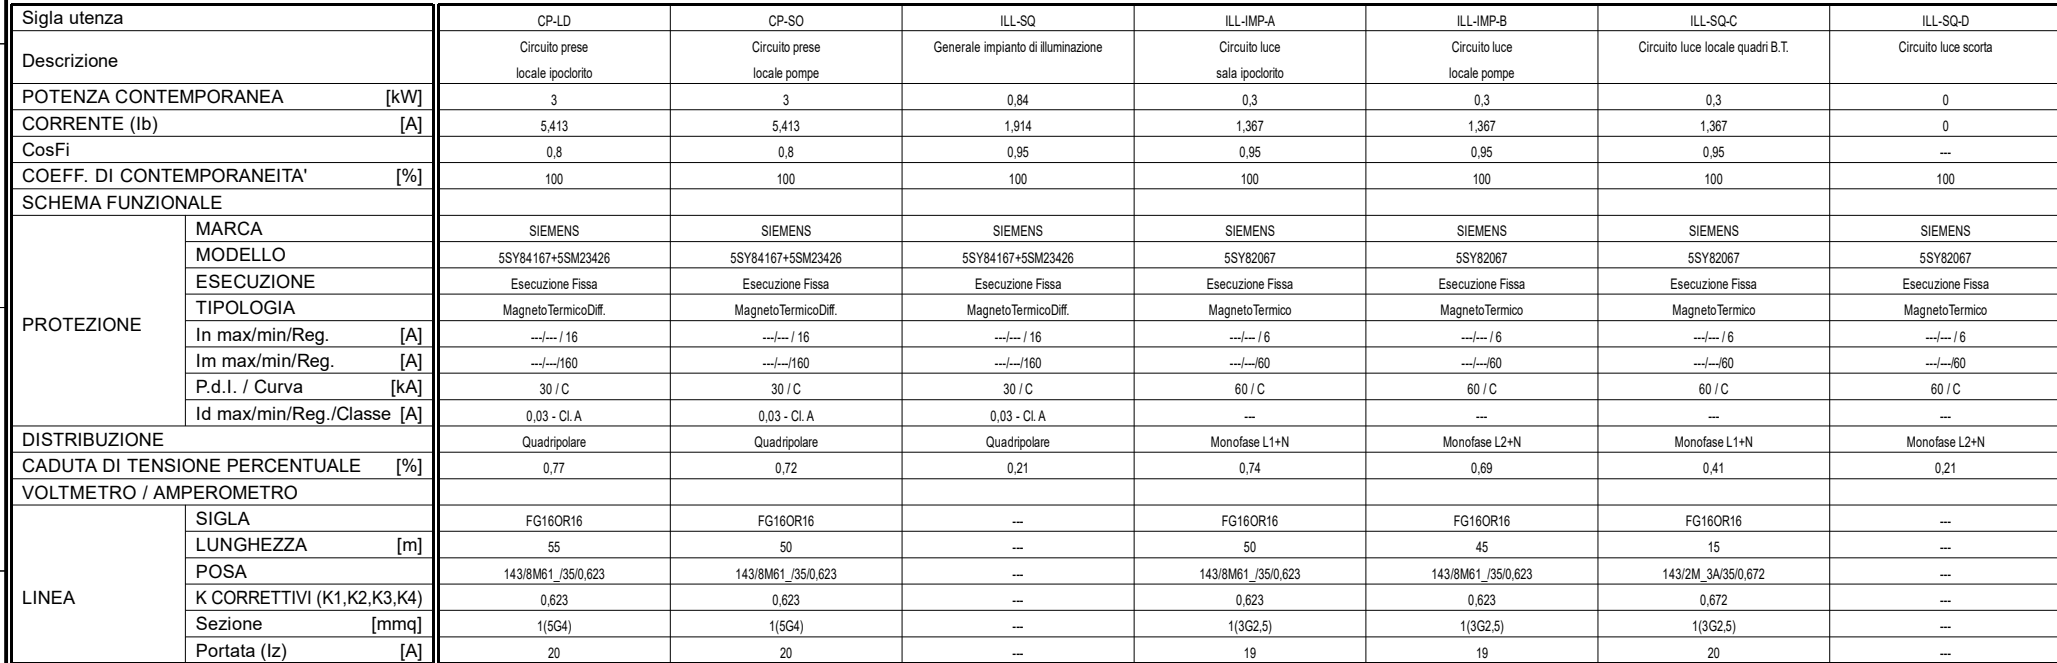 Sigla utenza CP-LD CP-SO ILL-SQ ILL-IMP-A ILL-IMP-B ILL-SQ-C ILL-SQ-D
Descrizione Circuito prese Circuito prese Generale impianto di illuminazione Circuito luce Circuito luce Circuito luce locale quadri B.T. Circuito luce scorta
locale ipoclorito locale pompe sala ipoclorito locale pompe
POTENZA CONTEMPORANEA [kW] 3 3 0,84 0,3 0,3 0,3 0
CORRENTE (Ib) [A] 5,413 5,413 1,914 1,367 1,367 1,367 0
CosFi 0,8 0,8 0,95 0,95 0,95 0,95 ---
COEFF. DI CONTEMPORANEITA' [%] 100 100 100 100 100 100 100
SCHEMA FUNZIONALE
PROTEZIONE
MARCA SIEMENS SIEMENS SIEMENS SIEMENS SIEMENS SIEMENS SIEMENS
MODELLO 5SY84167+5SM23426 5SY84167+5SM23426 5SY84167+5SM23426 5SY82067 5SY82067 5SY82067 5SY82067
ESECUZIONE Esecuzione Fissa Esecuzione Fissa Esecuzione Fissa Esecuzione Fissa Esecuzione Fissa Esecuzione Fissa Esecuzione Fissa
TIPOLOGIA MagnetoTermicoDiff. MagnetoTermicoDiff. MagnetoTermicoDiff. MagnetoTermico MagnetoTermico MagnetoTermico MagnetoTermico
In max/min/Reg. [A] ---/--- / 16 ---/--- / 16 ---/--- / 16 ---/--- / 6 ---/--- / 6 ---/--- / 6 ---/--- / 6
Im max/min/Reg. [A] ---/---/160 ---/---/160 ---/---/160 ---/---/60 ---/---/60 ---/---/60 ---/---/60
P.d.I. / Curva [kA] 30 / C 30 / C 30 / C 60 / C 60 / C 60 / C 60 / C
Id max/min/Reg./Classe [A] 0,03 - Cl. A 0,03 - Cl. A 0,03 - Cl. A --- --- --- ---
DISTRIBUZIONE Quadripolare Quadripolare Quadripolare Monofase L1+N Monofase L2+N Monofase L1+N Monofase L2+N
CADUTA DI TENSIONE PERCENTUALE [%] 0,77 0,72 0,21 0,74 0,69 0,41 0,21
VOLTMETRO / AMPEROMETRO
LINEA
SIGLA FG16OR16 FG16OR16 --- FG16OR16 FG16OR16 FG16OR16 ---
LUNGHEZZA [m] 55 50 --- 50 45 15 ---
POSA 143/8M61_/35/0,623 143/8M61_/35/0,623 --- 143/8M61_/35/0,623 143/8M61_/35/0,623 143/2M_3A/35/0,672 ---
K CORRETTIVI (K1,K2,K3,K4) 0,623 0,623 --- 0,623 0,623 0,672 ---
Sezione [mmq] 1(5G4) 1(5G4) --- 1(3G2,5) 1(3G2,5) 1(3G2,5) ---
Portata (Iz) [A] 20 20 --- 19 19 20 ---